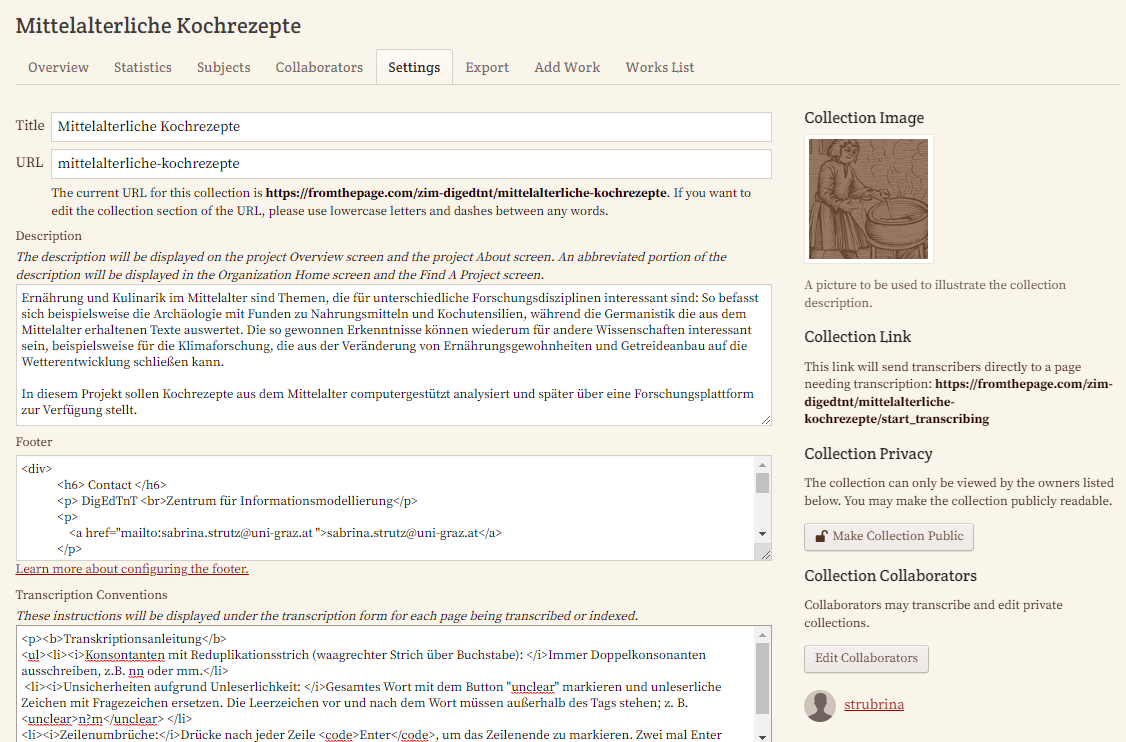 Mittelalterliche Kochrezepte
Overview Statistics Subjects Collaborators Settings Export Add Work Works List
Title Mittelalterliche Kochrezepte
URL mittelalterliche-kochrezepte
The current URL for this collection is https://fromthepage.com/zim-digedtnt/mittelalterliche-kochrezepte. If you want to
edit the collection section of the URL, please use lowercase letters and dashes between any words.
Description
The description will be displayed on the project Overview screen and the project About screen. An abbreviated portion of the
description will be displayed in the Organization Home screen and the Find A Project screen.
Ernährung und Kulinarik im Mittelalter sind Themen, die für unterschiedliche Forschungsdisziplinen interessant sind: So befasst
sich beispielsweise die Archäologie mit Funden zu Nahrungsmitteln und Kochutensilien, während die Germanistik die aus dem
Mittelalter erhaltenen Texte auswertet. Die so gewonnen Erkenntnisse können wiederum für andere Wissenschaften interessant
sein, beispielsweise für die Klimaforschung, die aus der Veränderung von Ernährungsgewohnheiten und Getreideanbau auf die
Wetterentwicklung schließen kann.
In diesem Projekt sollen Kochrezepte aus dem Mittelalter computergestützt analysiert und später über eine Forschungsplattform
zur Verfügung stellt.
Footer
<div>
<h6> Contact </h6>
<p> DigEdTnT <br>Zentrum für Informationsmodellierung</p>
<p>
<a href="mailto:sabrina.strutz@uni-graz.at ">sabrina.strutz@uni-graz.at</a>
</p>
Learn more about configuring the footer.
Transcription Conventions
These instructions will be displayed under the transcription form for each page being transcribed or indexed.
<p><b>Transkriptionsanleitung</b>
<ul><li><i>Konsontanten mit Reduplikationsstrich (waagrechter Strich über Buchstabe): </i>Immer Doppelkonsonanten
ausschreiben, z.B. nn oder mm.</li>
<li><i>Unsicherheiten aufgrund Unleserlichkeit: </i>Gesamtes Wort mit dem Button "unclear" markieren und unleserliche
Zeichen mit Fragezeichen ersetzen. Die Leerzeichen vor und nach dem Wort müssen außerhalb des Tags stehen; z. B.
<unclear>n?m</unclear> </li>
<li><i>Zeilenumbrüche:</i>Drücke nach jeder Zeile <code>Enter</code>, um das Zeilenende zu markieren. Zwei mal Enter
Collection Image
A picture to be used to illustrate the collection
description.
Collection Link
This link will send transcribers directly to a page
needing transcription: https://fromthepage.com/zim-
digedtnt/mittelalterliche-
kochrezepte/start_transcribing
Collection Privacy
The collection can only be viewed by the owners listed
below. You may make the collection publicly readable.
Make Collection Public
Collection Collaborators
Collaborators may transcribe and edit private
collections.
Edit Collaborators
strubrina